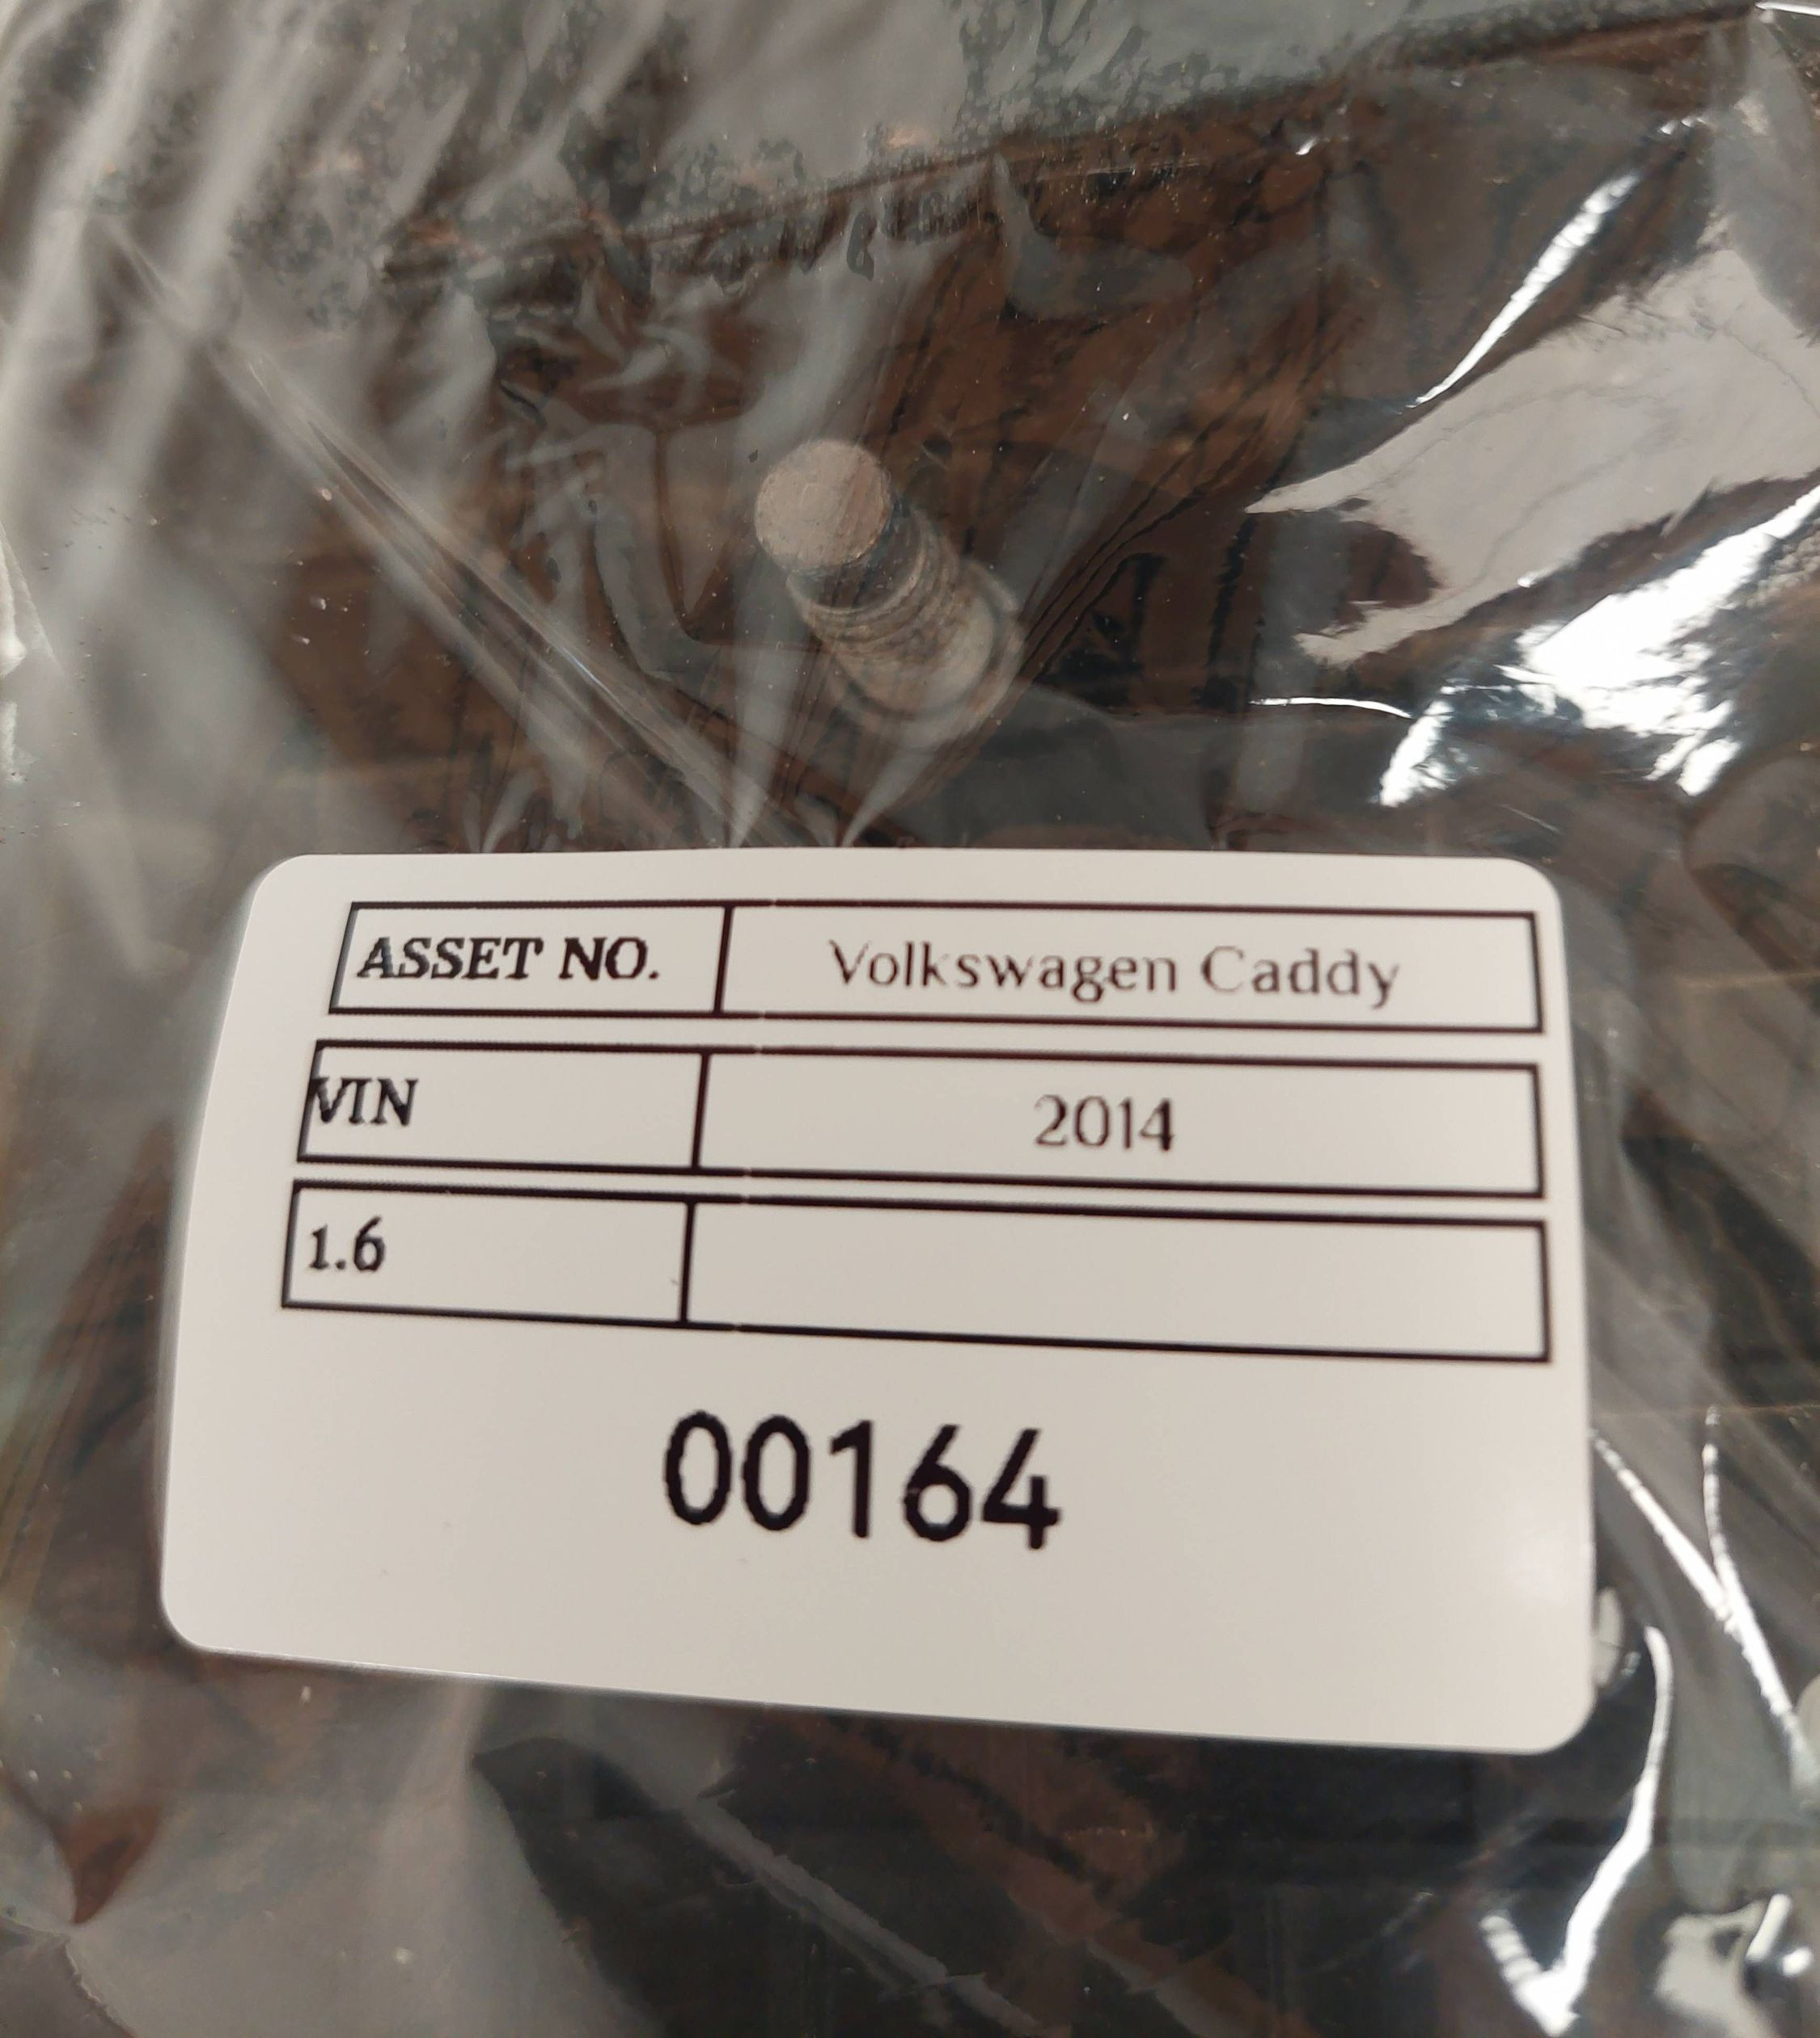 ASSET NO. Volkswagen Caddy
VIN 2014
1.6
00164